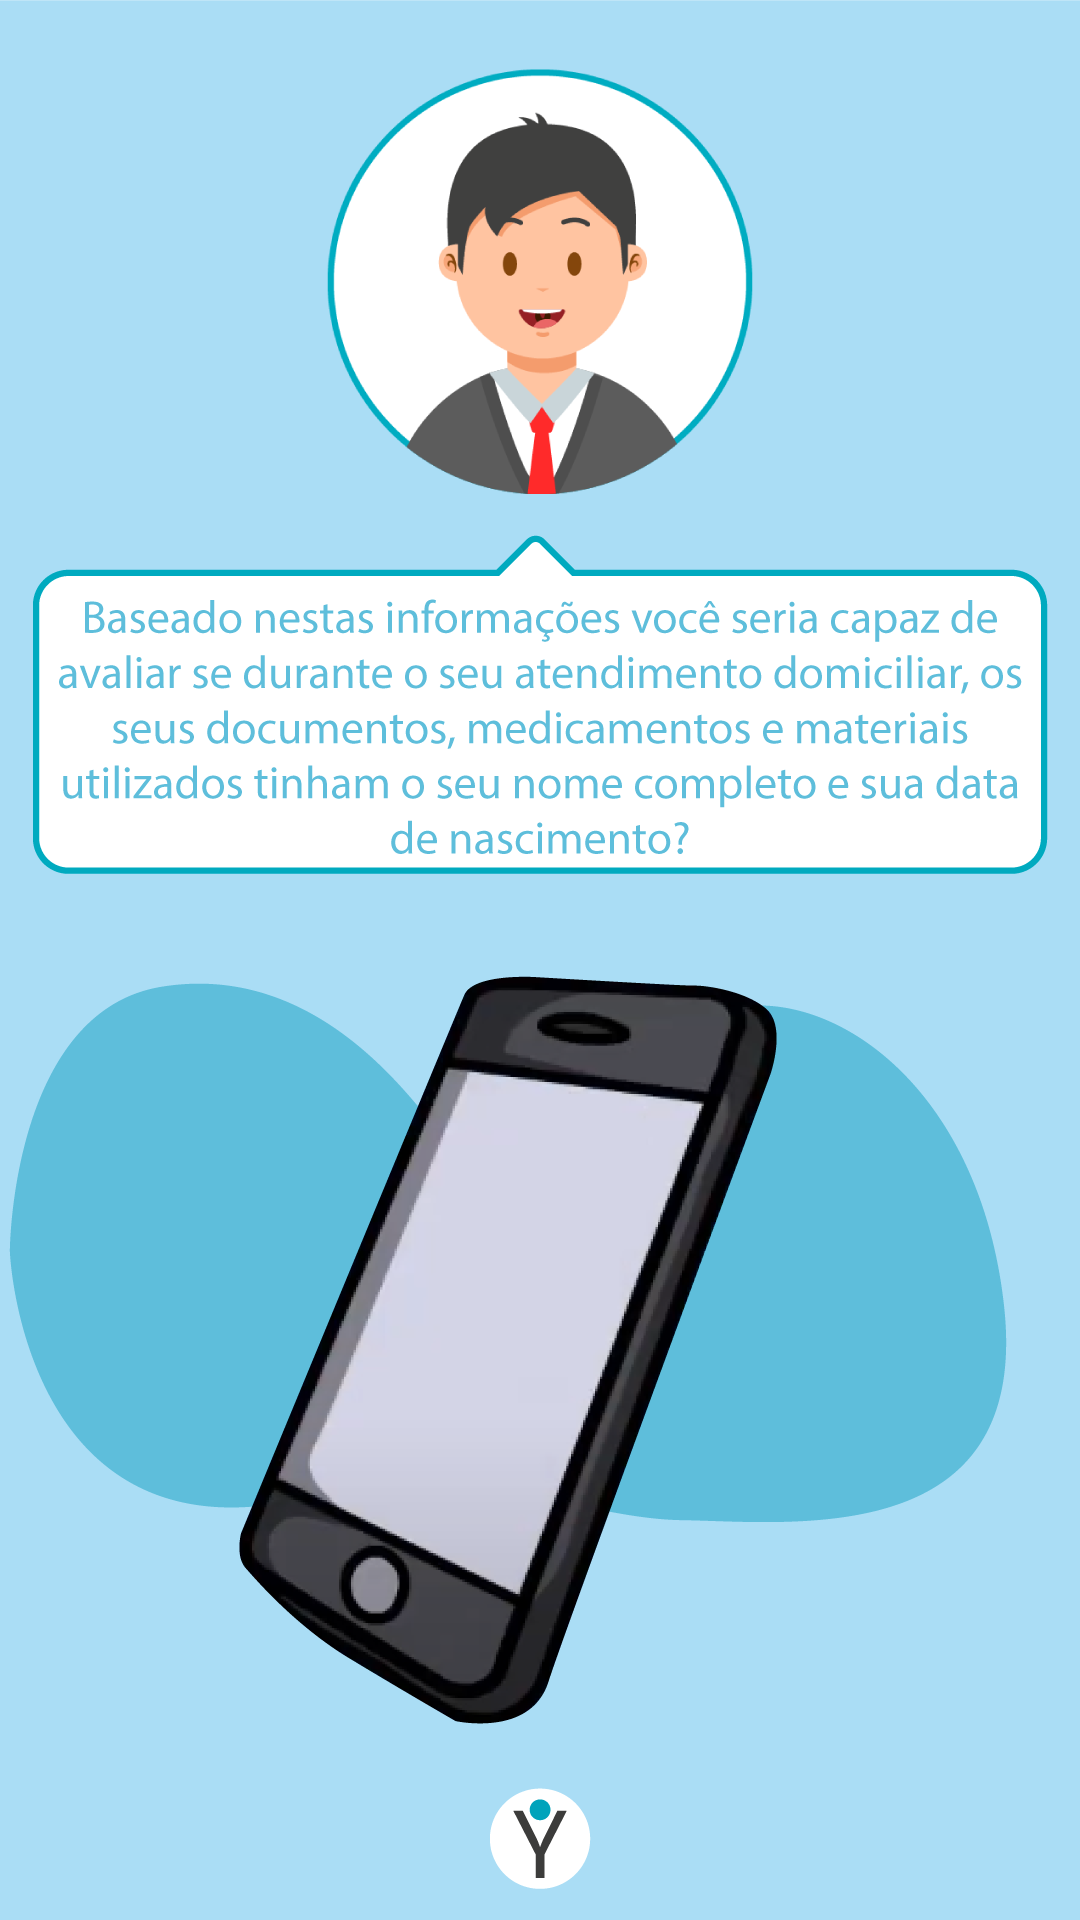 Baseado nestas informações você seria capaz de
avaliar se durante o seu atendimento domiciliar, os
seus documentos, medicamentos e materiais
utilizados tinham o seu nome completo e sua data
de nascimento?